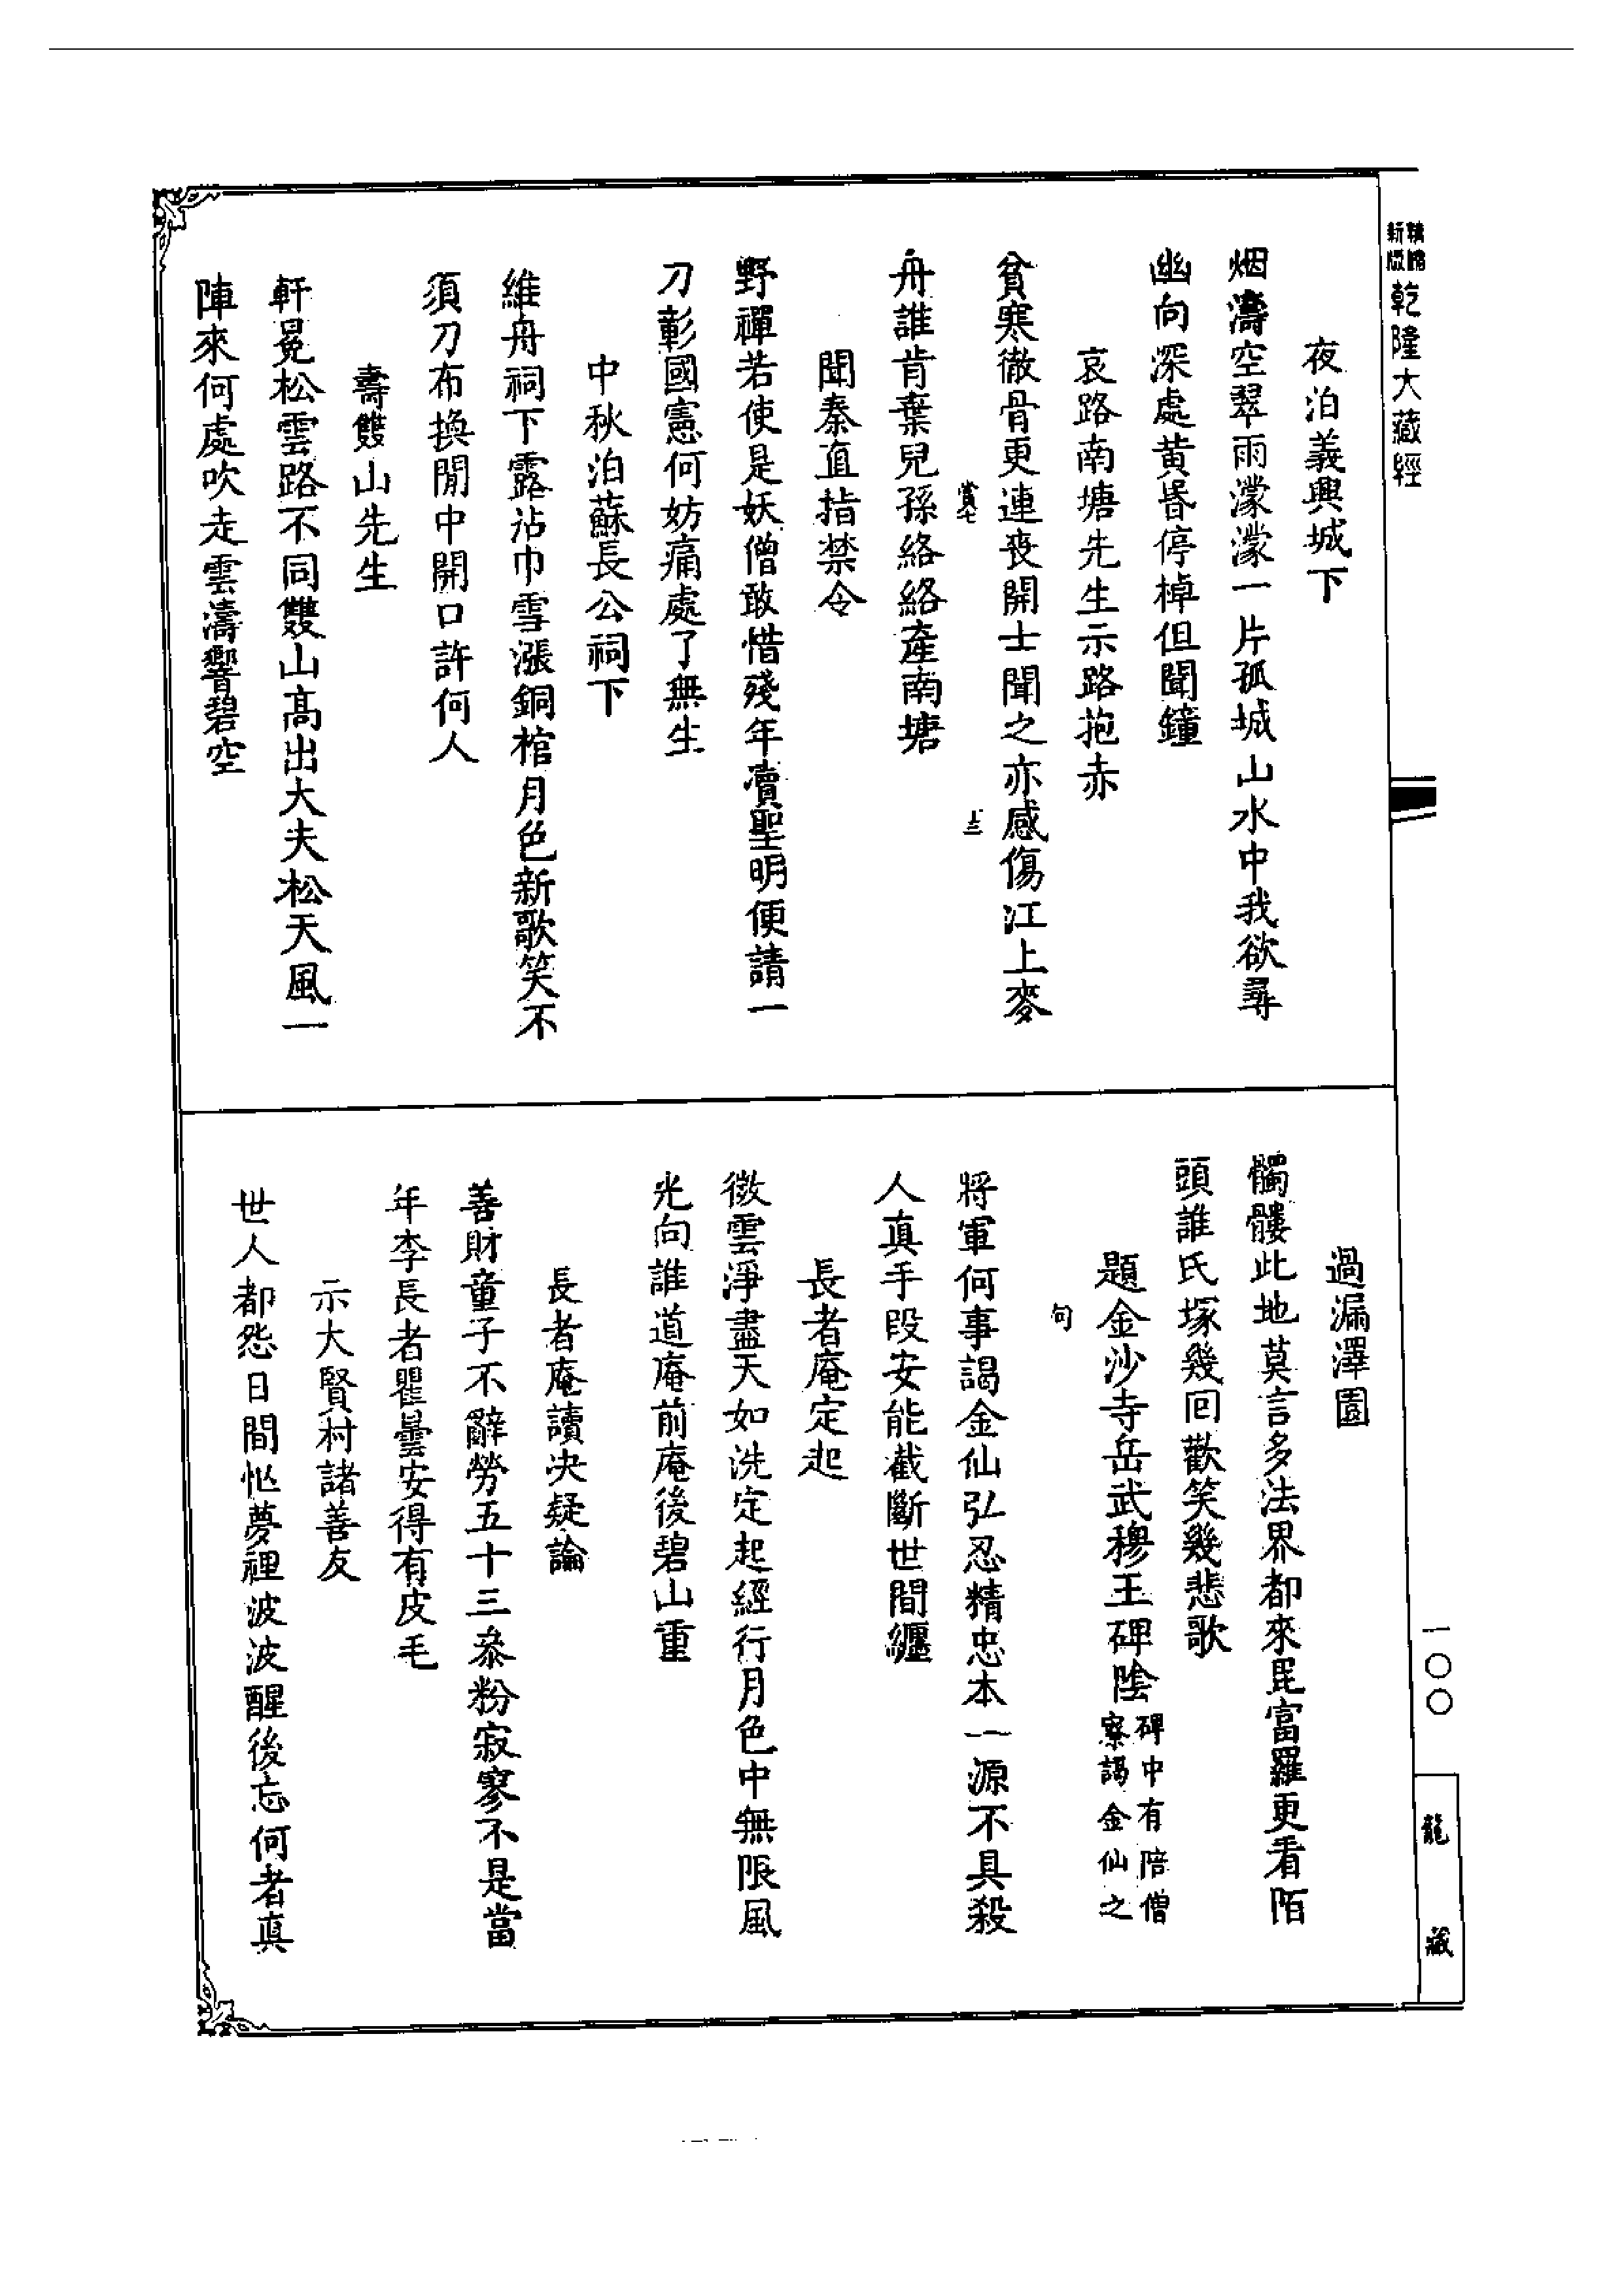 精緻
新版
乾隆大藏經
夜泊義興城下
烟濤空翠雨濛濛一片孤城山水中我欲尋
幽向深處黃昏停棹但聞鐘
哀路南塘先生示路抱赤
貧寒徹骨更連喪開士聞之亦感傷江上麥
賞七
十三
舟誰肯棄兒孫絡絡產南塘
聞秦直指禁令
野禪若使是妖僧敢惜殘年賣聖明便請一
刀彰國憲何妨痛處了無生
中秋泊蘇長公祠下
維舟祠下露沾巾雪漲銅棺月色新歌笑不
須刀布換閒中開口許何人
壽雙山先生
軒冕松雲路不同雙山高出大夫松天風一
陣來何處吹走雲濤響碧空
過漏澤園
髑髏此地莫言多法界都來毘富羅更看陌
頭誰氏塚幾回歡笑幾悲歌
題金沙寺岳武穆王碑陰
碑中有陪僧
寮謁金仙之
句
將軍何事謁金仙弘忍精忠本一源不具殺
人真手段安能截斷世間纏
長者庵定起
微雲淨盡天如洗定起經行月色中無限風
光向誰道庵前庵後碧山重
長者庵讀决疑論
善財童子不辭勞五十三叅粉寂寥不是當
年李長者瞿曇安得有皮毛
示大賢村諸善友
世人都怨日間忙夢裡波波醒後忘何者真
一〇〇
龍藏